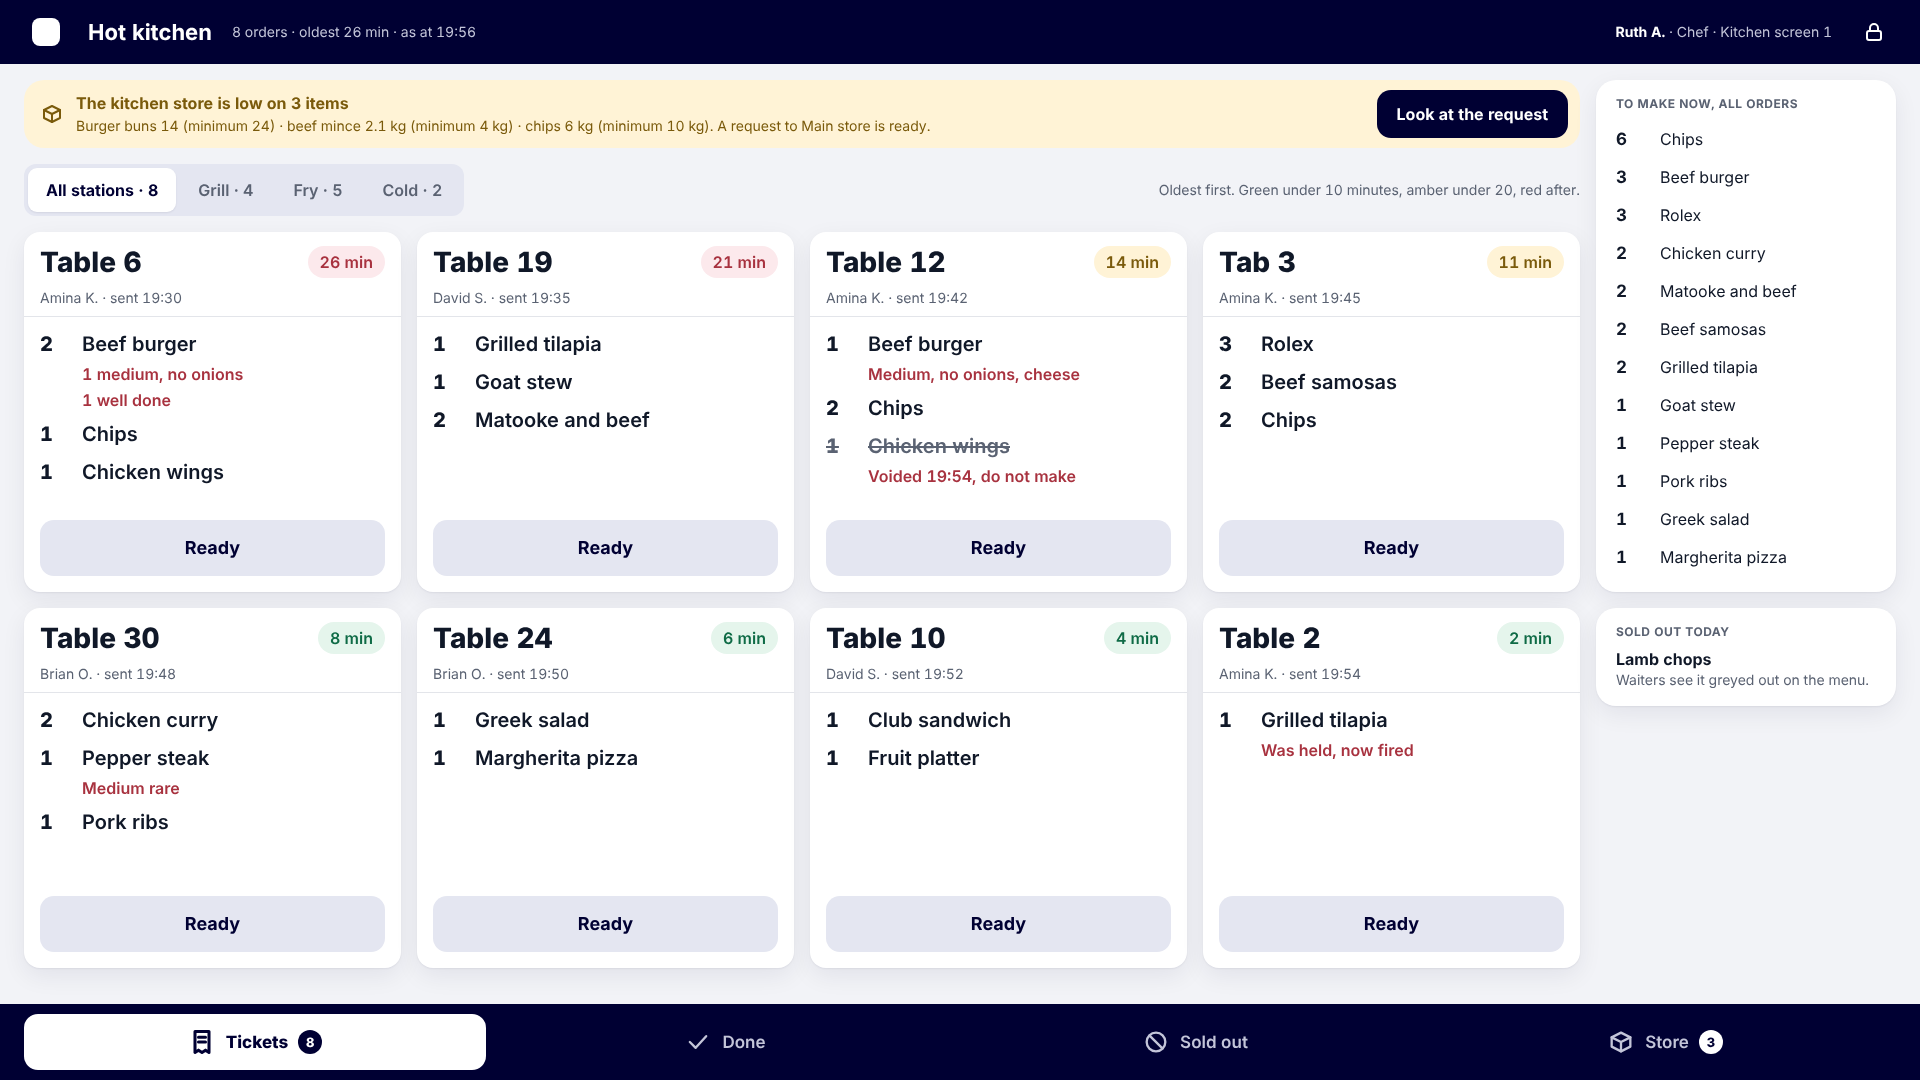 Hot kitchen
8 orders · oldest 26 min · as at 19:56
Ruth A. · Chef · Kitchen screen 1
The kitchen store is low on 3 items
Burger buns 14 (minimum 24) · beef mince 2.1 kg (minimum 4 kg) · chips 6 kg (minimum 10 kg). A request to Main store is ready.
Look at the request
All stations · 8
Grill · 4
Fry · 5
Cold · 2
Oldest first. Green under 10 minutes, amber under 20, red after.
Table 6
26 min
Amina K. · sent 19:30
2 Beef burger
1 medium, no onions
1 well done
1 Chips
1 Chicken wings
Ready
Table 19
21 min
David S. · sent 19:35
1 Grilled tilapia
1 Goat stew
2 Matooke and beef
Ready
Table 12
14 min
Amina K. · sent 19:42
1 Beef burger
Medium, no onions, cheese
2 Chips
1 Chicken wings
Voided 19:54, do not make
Ready
Tab 3
11 min
Amina K. · sent 19:45
3 Rolex
2 Beef samosas
2 Chips
Ready
Table 30
8 min
Brian O. · sent 19:48
2 Chicken curry
1 Pepper steak
Medium rare
1 Pork ribs
Ready
Table 24
6 min
Brian O. · sent 19:50
1 Greek salad
1 Margherita pizza
Ready
Table 10
4 min
David S. · sent 19:52
1 Club sandwich
1 Fruit platter
Ready
Table 2
2 min
Amina K. · sent 19:54
1 Grilled tilapia
Was held, now fired
Ready
TO MAKE NOW, ALL ORDERS
6 Chips
3 Beef burger
3 Rolex
2 Chicken curry
2 Matooke and beef
2 Beef samosas
2 Grilled tilapia
1 Goat stew
1 Pepper steak
1 Pork ribs
1 Greek salad
1 Margherita pizza
SOLD OUT TODAY
Lamb chops
Waiters see it greyed out on the menu.
Tickets 8
Done
Sold out
Store 3